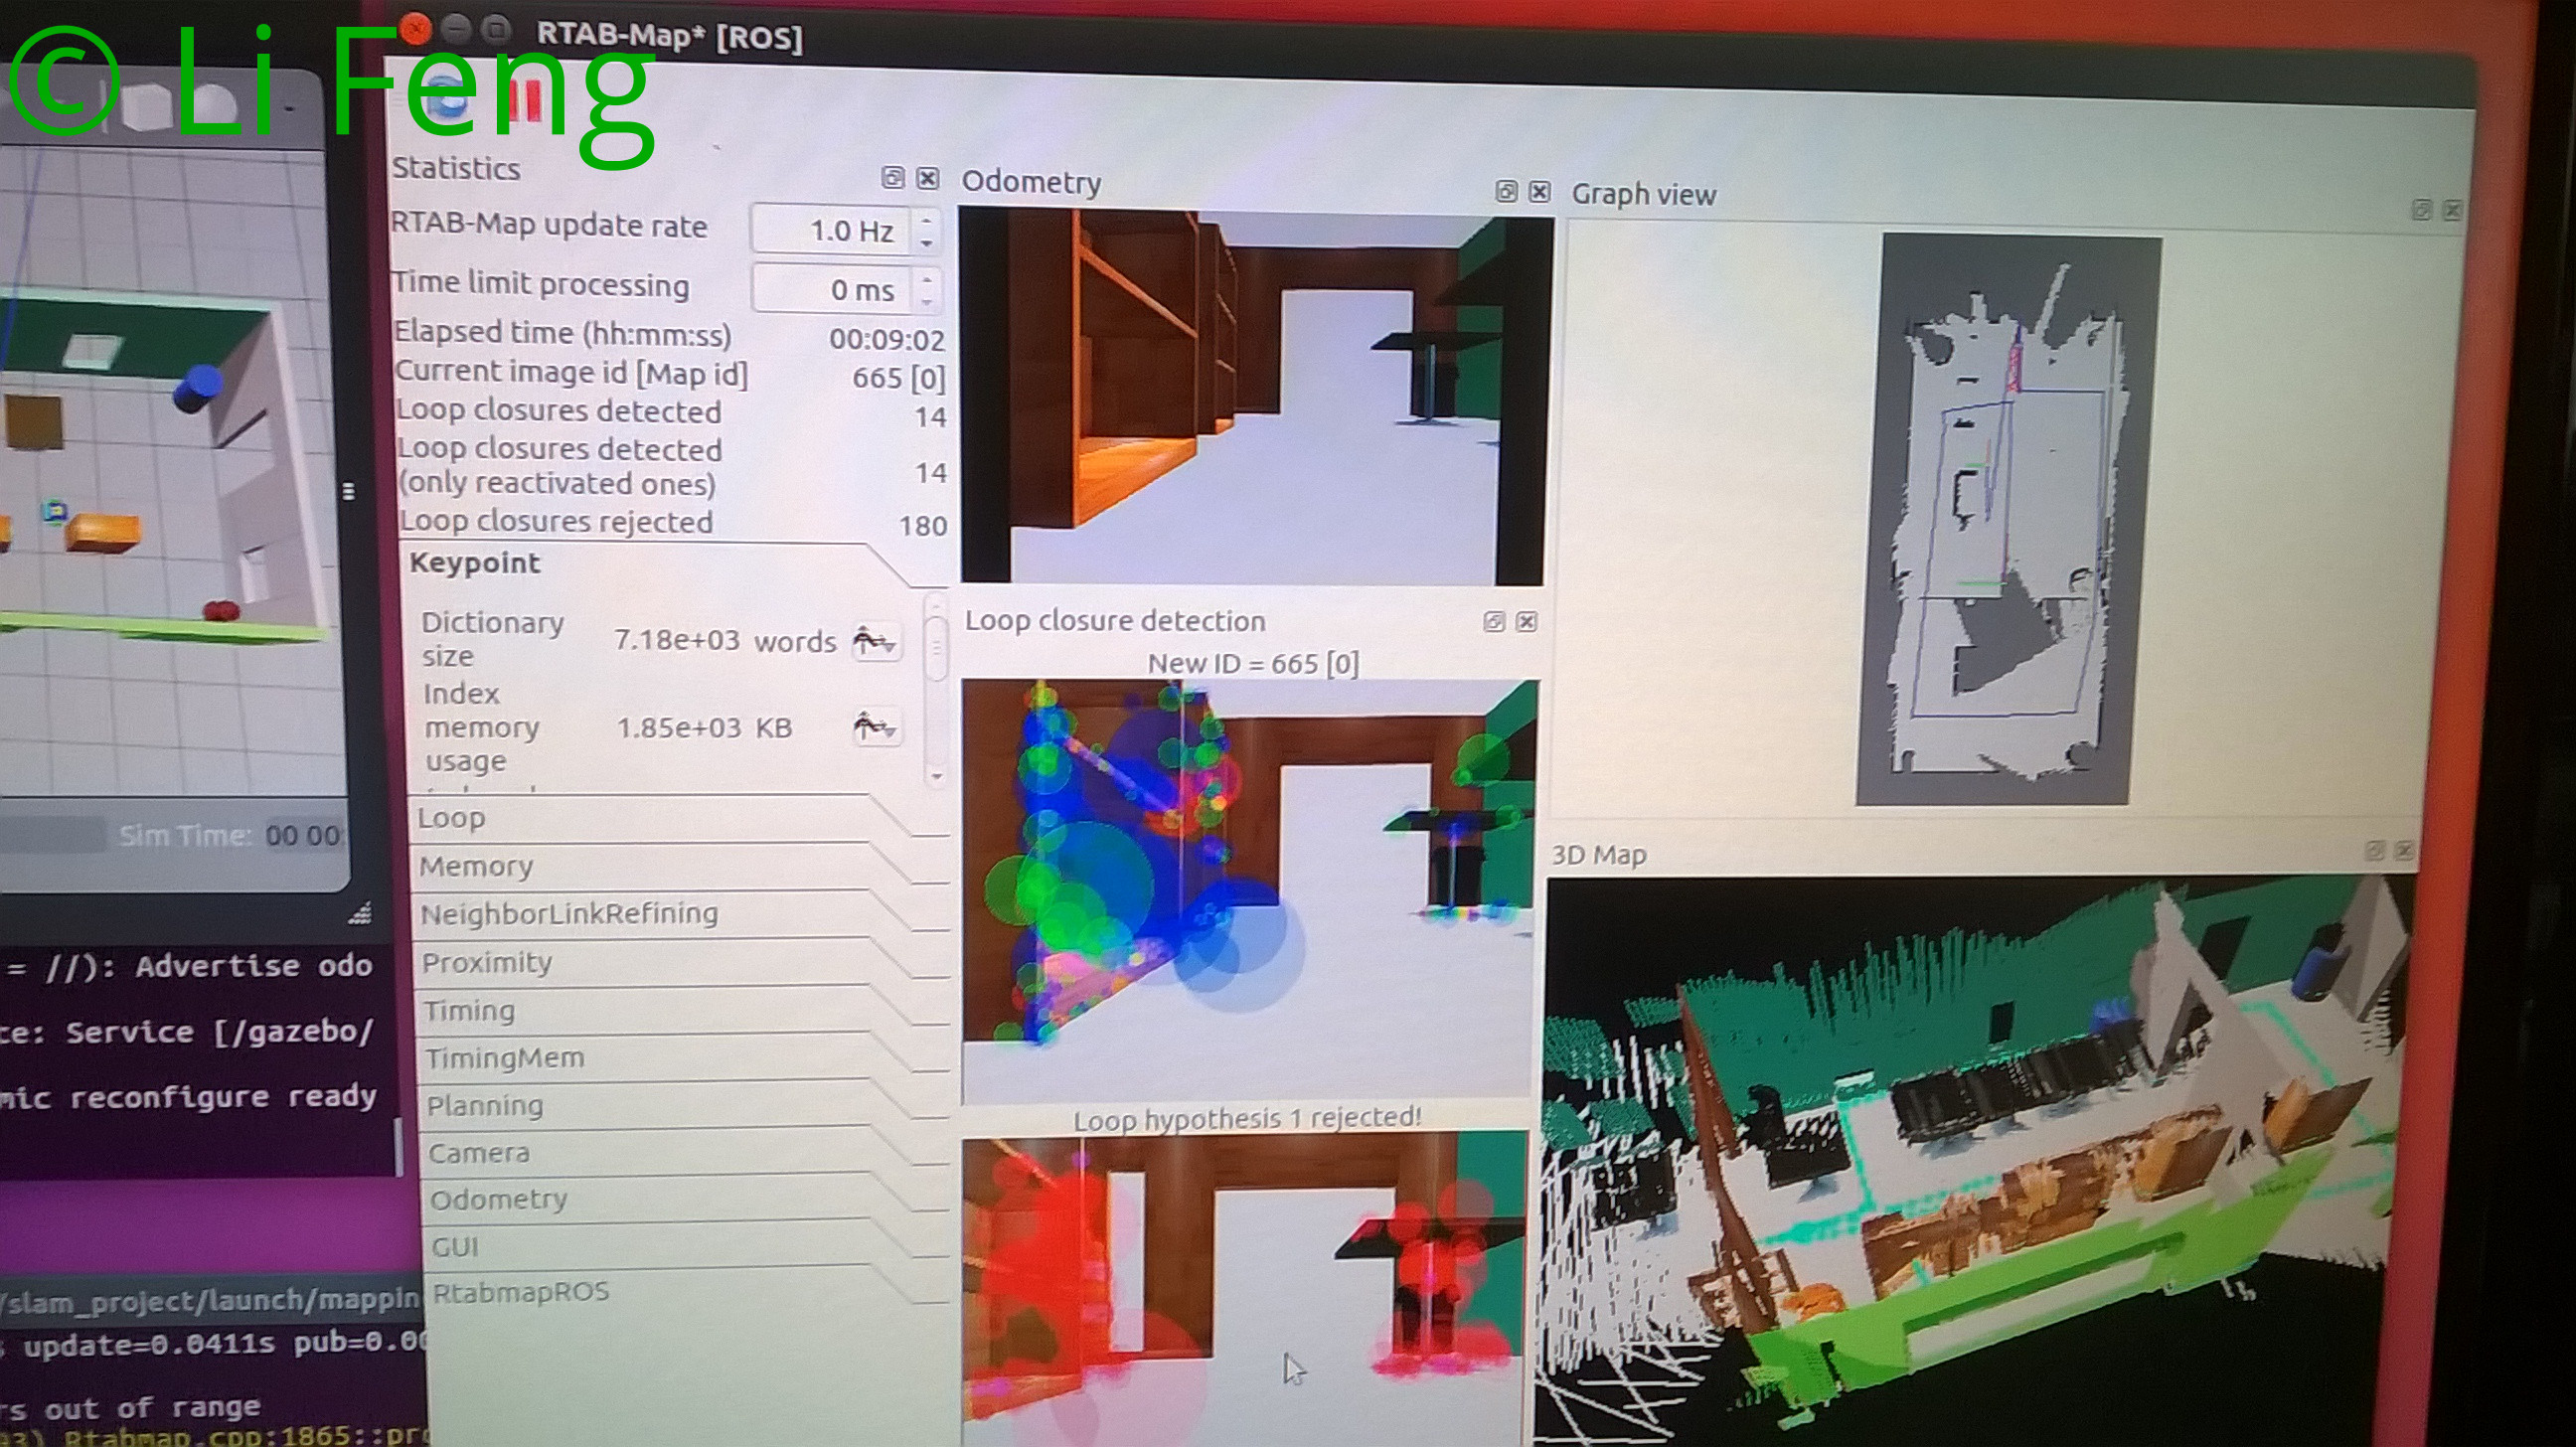 © Li Feng
RTAB-Map* [ROS]
Statistics
RTAB-Map update rate 1.0 Hz
Time limit processing 0 ms
Elapsed time (hh:mm:ss) 00:09:02
Current image id [Map id] 665 [0]
Loop closures detected 14
Loop closures detected
(only reactivated ones) 14
Loop closures rejected 180
Keypoint
Dictionary
size 7.18e+03 words
Index
memory
usage 1.85e+03 KB
Loop
Memory
NeighborLinkRefining
Proximity
Timing
TimingMem
Planning
Camera
Odometry
GUI
RtabmapROS
Odometry
Loop closure detection
New ID = 665 [0]
Loop hypothesis 1 rejected!
Graph view
3D Map
Sim Time: 00 00
= //): Advertise odo
ce: Service [/gazebo/
mic reconfigure ready
/slam_project/launch/mappin
update=0.0411s pub=0.00
rs out of range
Rtabmap.cpp:1865::pro